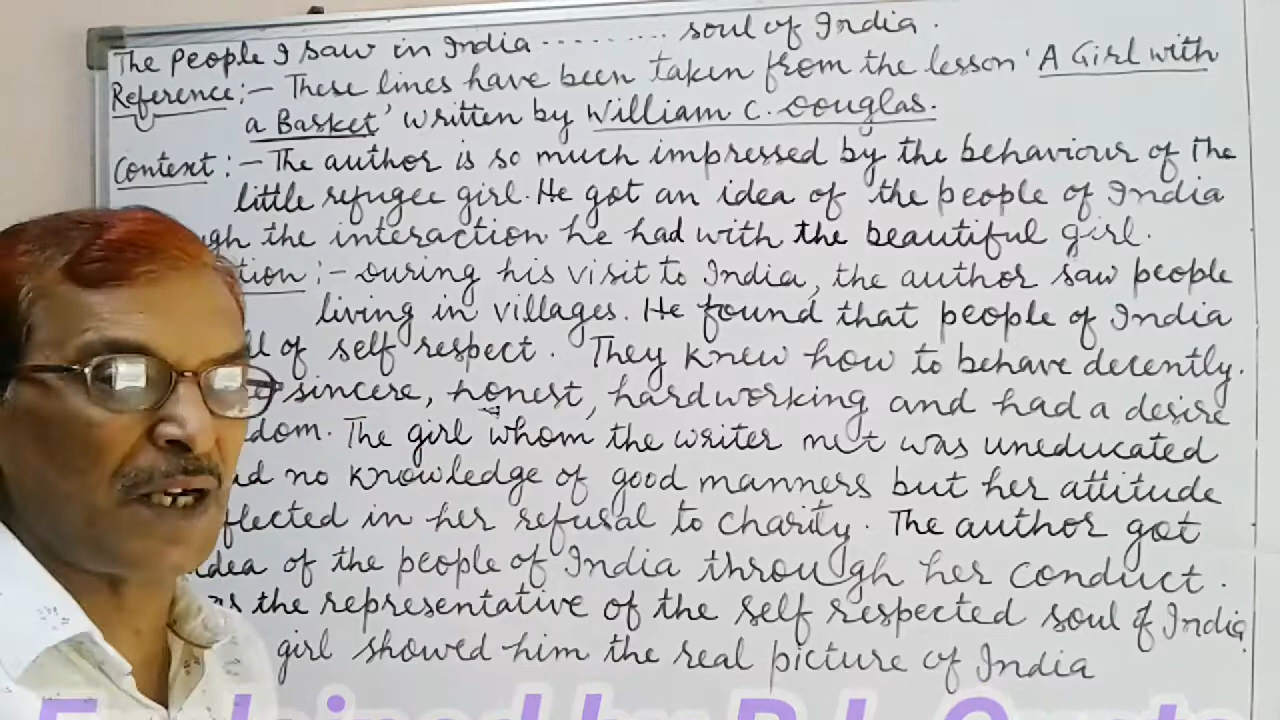 The People I saw in India .......... soul of India.
Reference :- These lines have been taken from the lesson 'A Girl with
a Basket' written by William C. Douglas.
Context :- The author is so much impressed by the behaviour of the
little refugee girl. He got an idea of the people of India
gh the interaction he had with the beautiful girl.
tion :- During his visit to India, the author saw people
living in villages. He found that people of India
of self respect. They knew how to behave decently.
sincere, honest, hardworking and had a desire
dom. The girl whom the writer met was uneducated
no knowledge of good manners but her attitude
flected in her refusal to charity. The author got
idea of the people of India through her conduct.
the representative of the self respected soul of India
girl showed him the real picture of India